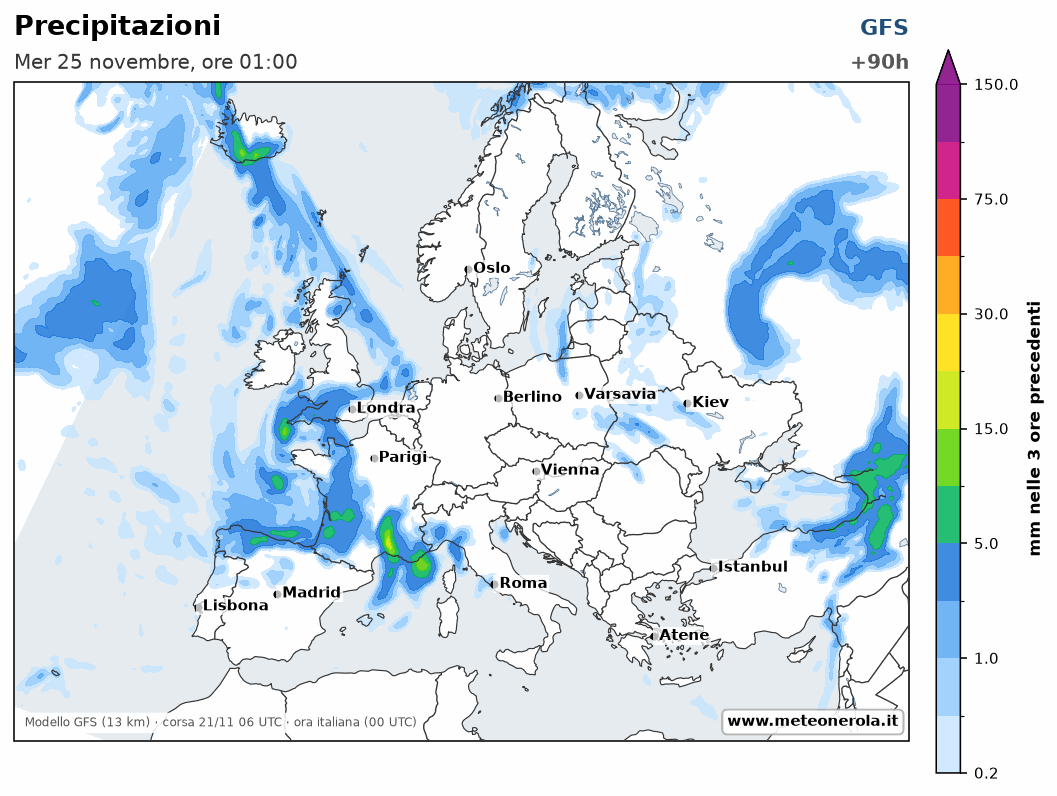 Precipitazioni
GFS
Mer 25 novembre, ore 01:00
+90h
150.0
75.0
30.0
15.0
5.0
1.0
0.2
mm nelle 3 ore precedenti
Oslo
Berlino
Varsavia
Kiev
Londra
Parigi
Vienna
Istanbul
Roma
Madrid
Lisbona
Atene
Modello GFS (13 km) · corsa 21/11 06 UTC · ora italiana (00 UTC)
www.meteonerola.it